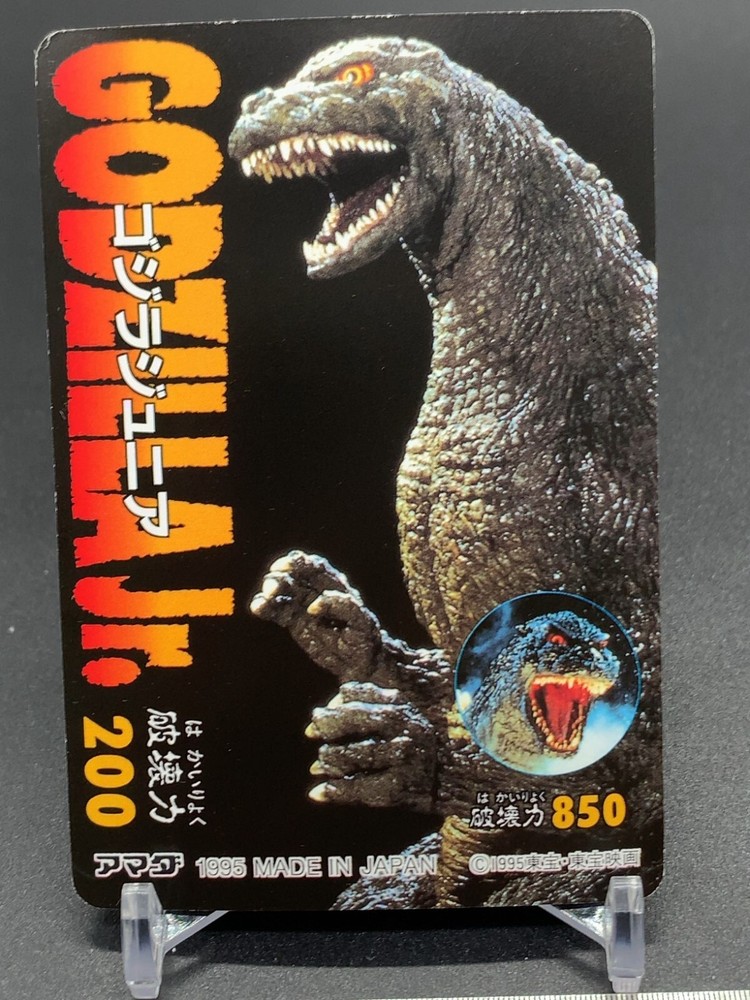 GODZILLA Jr.
ゴジラジュニア
はかいりょく
破壊力
200
はかいりょく
破壊力 850
アマダ 1995 MADE IN JAPAN ©1995東宝・東宝映画